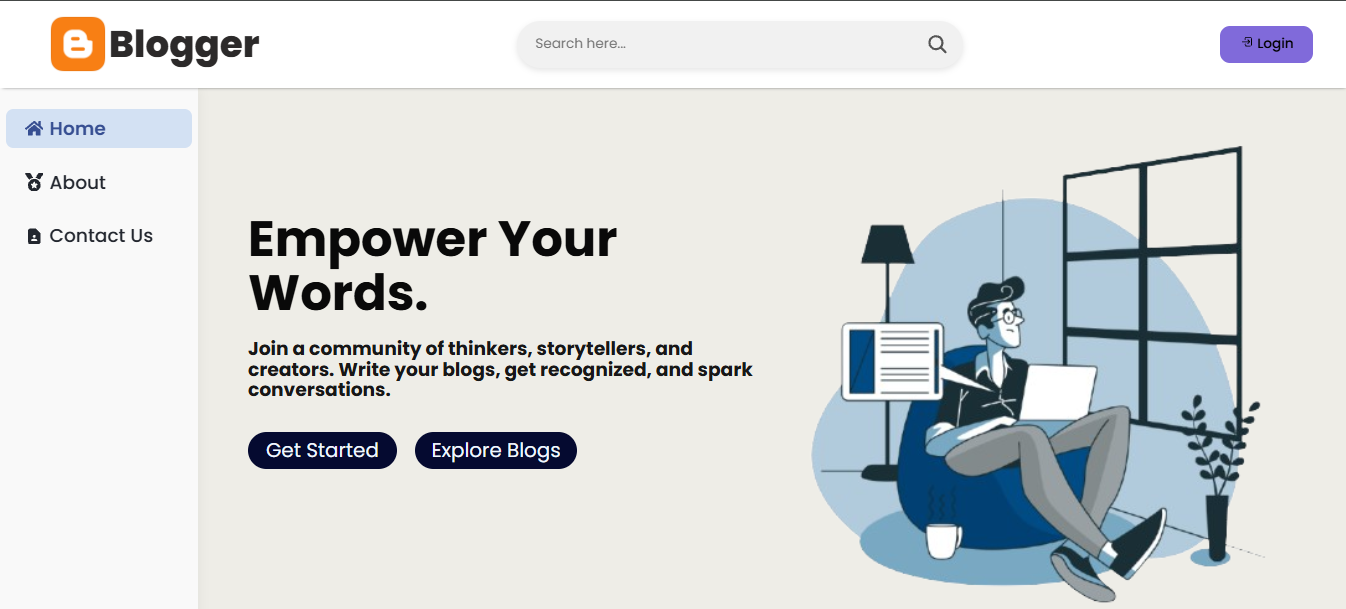 Blogger
Search here...
Login
Home
About
Contact Us
Empower Your
Words.
Join a community of thinkers, storytellers, and
creators. Write your blogs, get recognized, and spark
conversations.
Get Started
Explore Blogs